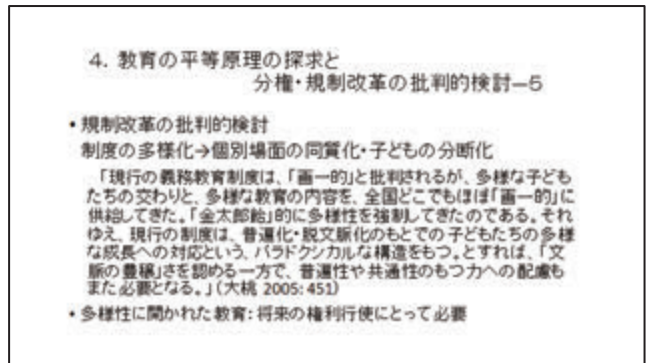 4. 教育の平等原理の探求と
分権・規制改革の批判的検討—5
• 規制改革の批判的検討
制度の多様化→個別場面の同質化・子どもの分断化
「現行の義務教育制度は、「画一的」と批判されるが、多様な子ども
たちの交わりと、多様な教育の内容を、全国どこでもほぼ「画一的」に
供給してきた。「金太郎飴」的に多様性を強制してきたのである。それ
ゆえ、現行の制度は、普遍化・脱文脈化のもとでの子どもたちの多様
な成長への対応という、パラドクシカルな構造をもつ。とすれば、「文
脈の豊穣」さを認める一方で、普遍性や共通性のもつ力への配慮も
また必要となる。」(大桃 2005: 451)
• 多様性に開かれた教育: 将来の権利行使にとって必要